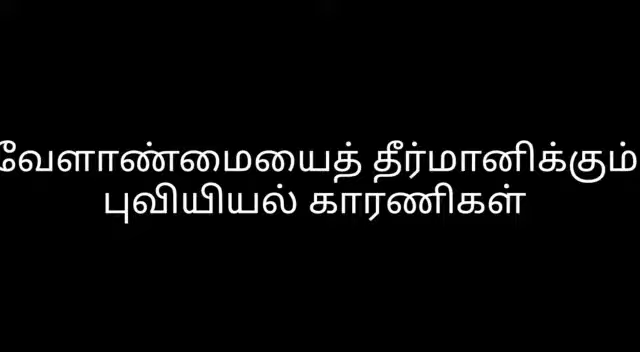 வேளாண்மையைத் தீர்மானிக்கும்
புவியியல் காரணிகள்